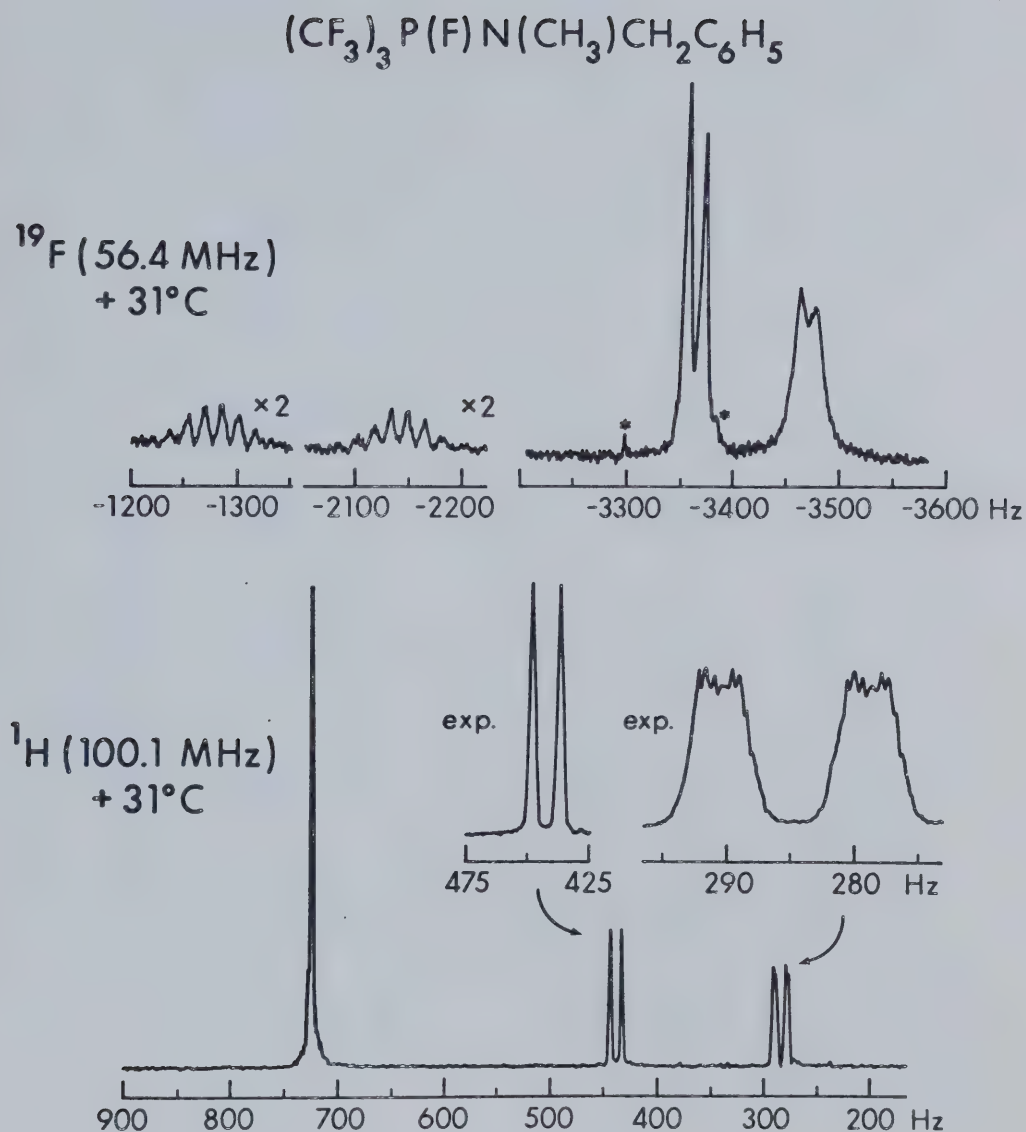 (CF₃)₃ P(F) N(CH₃)CH₂C₆H₅
¹⁹F (56.4 MHz)
+ 31°C
×2
×2
*
*
-1200 -1300 -2100 -2200 -3300 -3400 -3500 -3600 Hz
¹H (100.1 MHz)
+ 31°C
exp.
exp.
475 425 290 280 Hz
900 800 700 600 500 400 300 200 Hz